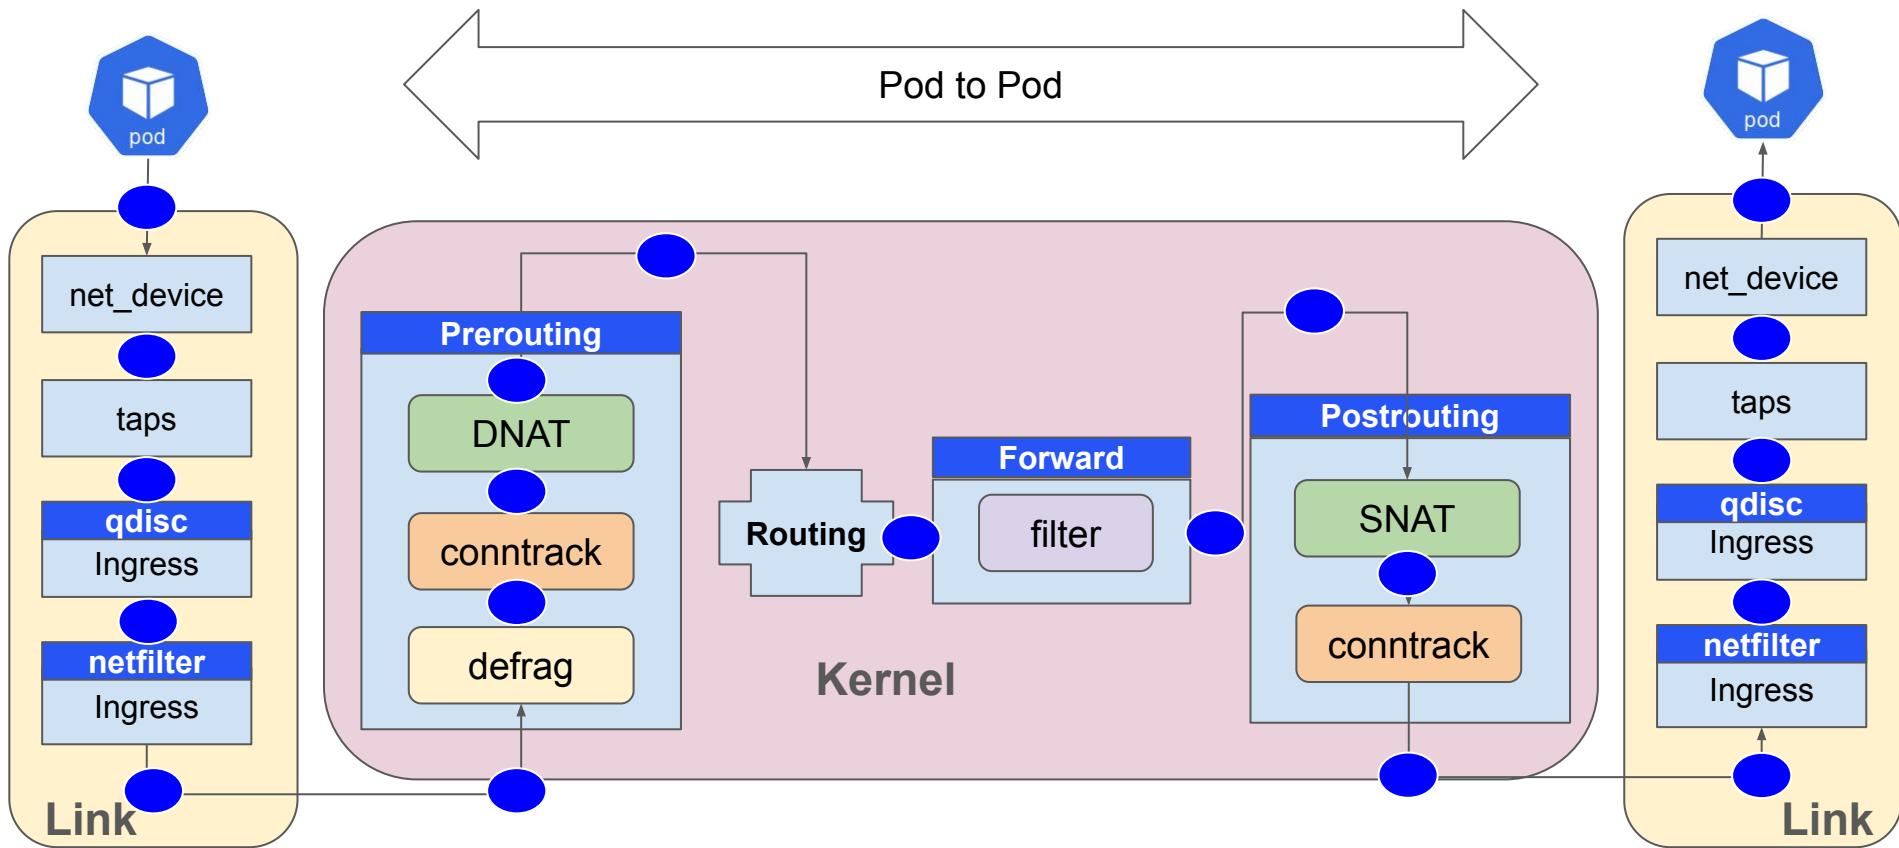 pod
Pod to Pod
pod
net_device
taps
qdisc
Ingress
netfilter
Ingress
Link
Prerouting
DNAT
conntrack
defrag
Routing
Forward
filter
Kernel
Postrouting
SNAT
conntrack
net_device
taps
qdisc
Ingress
netfilter
Ingress
Link